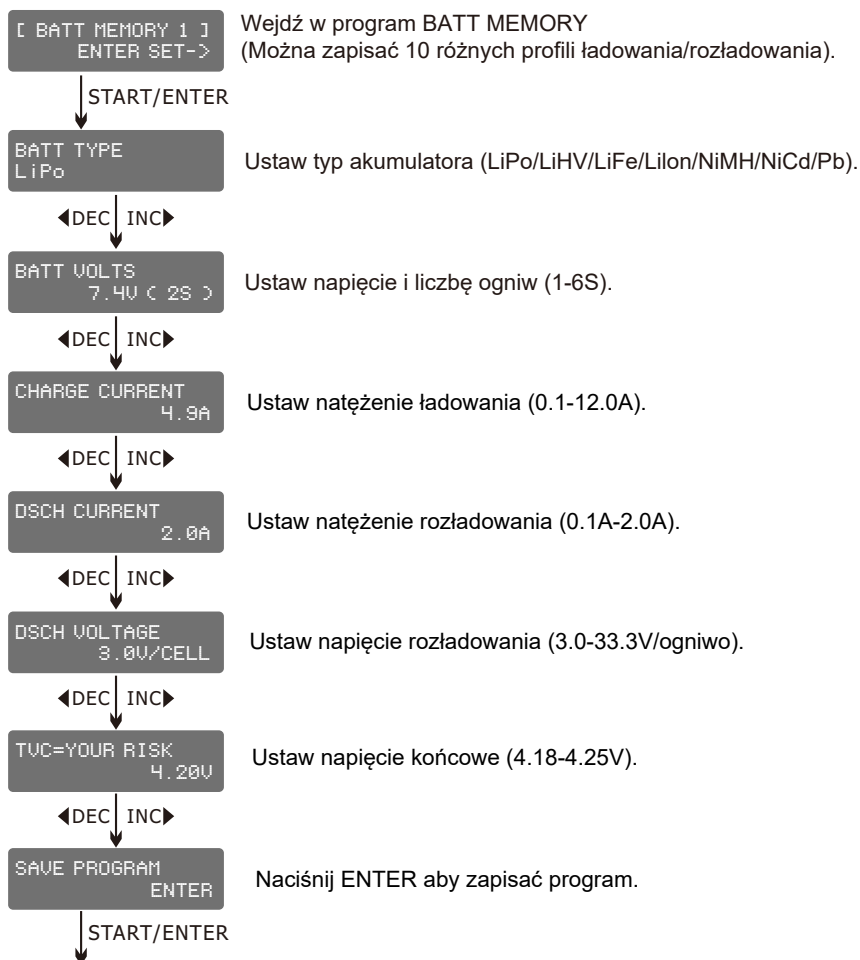 [ BATT MEMORY 1 ]
ENTER SET->
Wejdź w program BATT MEMORY
(Można zapisać 10 różnych profili ładowania/rozładowania).
START/ENTER
BATT TYPE
LiPo
Ustaw typ akumulatora (LiPo/LiHV/LiFe/LiIon/NiMH/NiCd/Pb).
◀DEC INC▶
BATT VOLTS
7.4V ( 2S )
Ustaw napięcie i liczbę ogniw (1-6S).
◀DEC INC▶
CHARGE CURRENT
4.9A
Ustaw natężenie ładowania (0.1-12.0A).
◀DEC INC▶
DSCH CURRENT
2.0A
Ustaw natężenie rozładowania (0.1A-2.0A).
◀DEC INC▶
DSCH VOLTAGE
3.0V/CELL
Ustaw napięcie rozładowania (3.0-33.3V/ogniwo).
◀DEC INC▶
TVC=YOUR RISK
4.20V
Ustaw napięcie końcowe (4.18-4.25V).
◀DEC INC▶
SAVE PROGRAM
ENTER
Naciśnij ENTER aby zapisać program.
START/ENTER